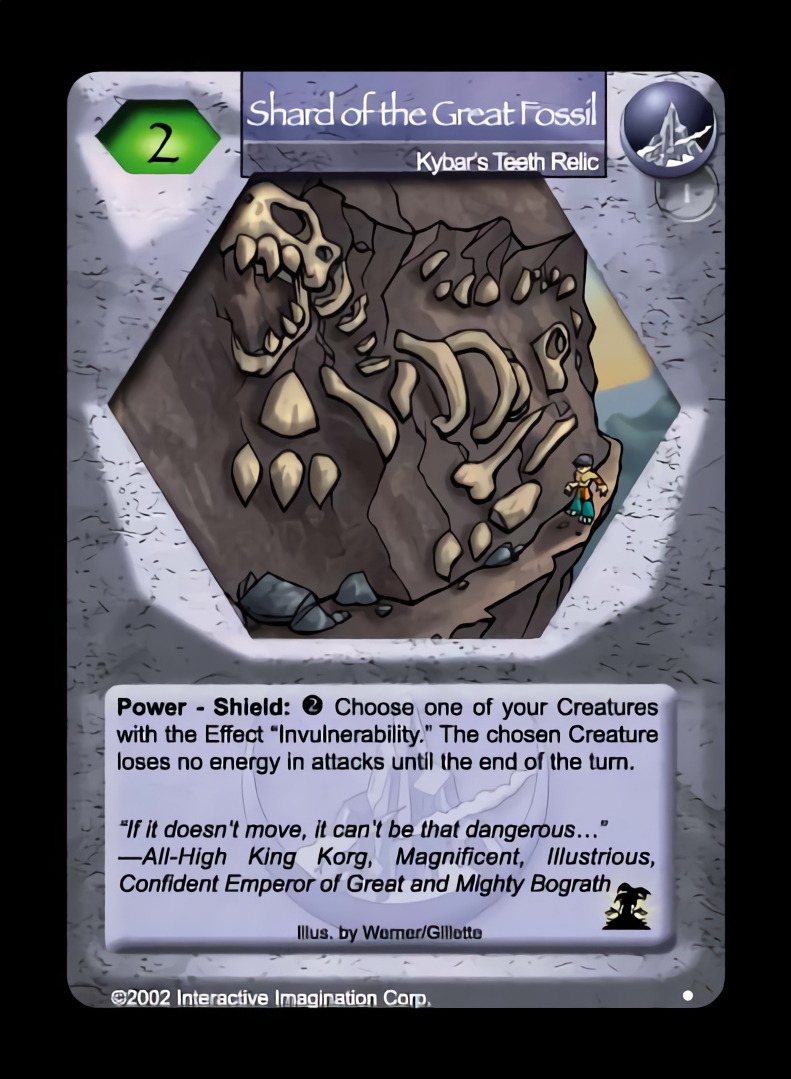 2
Shard of the Great Fossil
Kybar's Teeth Relic
Power - Shield: ❷ Choose one of your Creatures
with the Effect "Invulnerability." The chosen Creature
loses no energy in attacks until the end of the turn.
"If it doesn't move, it can't be that dangerous…"
—All-High King Korg, Magnificent, Illustrious,
Confident Emperor of Great and Mighty Bograth
Illus. by Werner/Gillette
©2002 Interactive Imagination Corp.